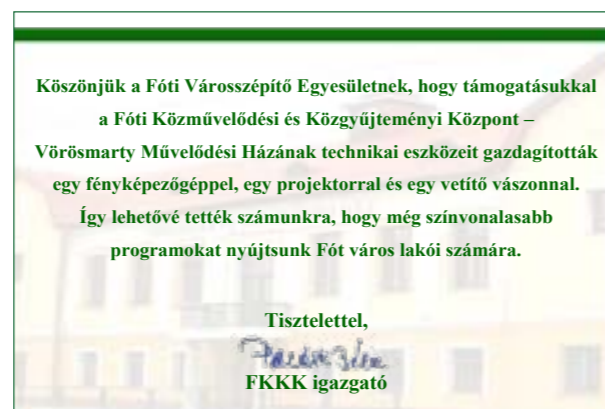 Köszönjük a Fóti Városszépítő Egyesületnek, hogy támogatásukkal
a Fóti Közművelődési és Közgyűjteményi Központ –
Vörösmarty Művelődési Házának technikai eszközeit gazdagították
egy fényképezőgéppel, egy projektorral és egy vetítő vászonnal.
Így lehetővé tették számunkra, hogy még színvonalasabb
programokat nyújtsunk Fót város lakói számára.
Tisztelettel,
FKKK igazgató